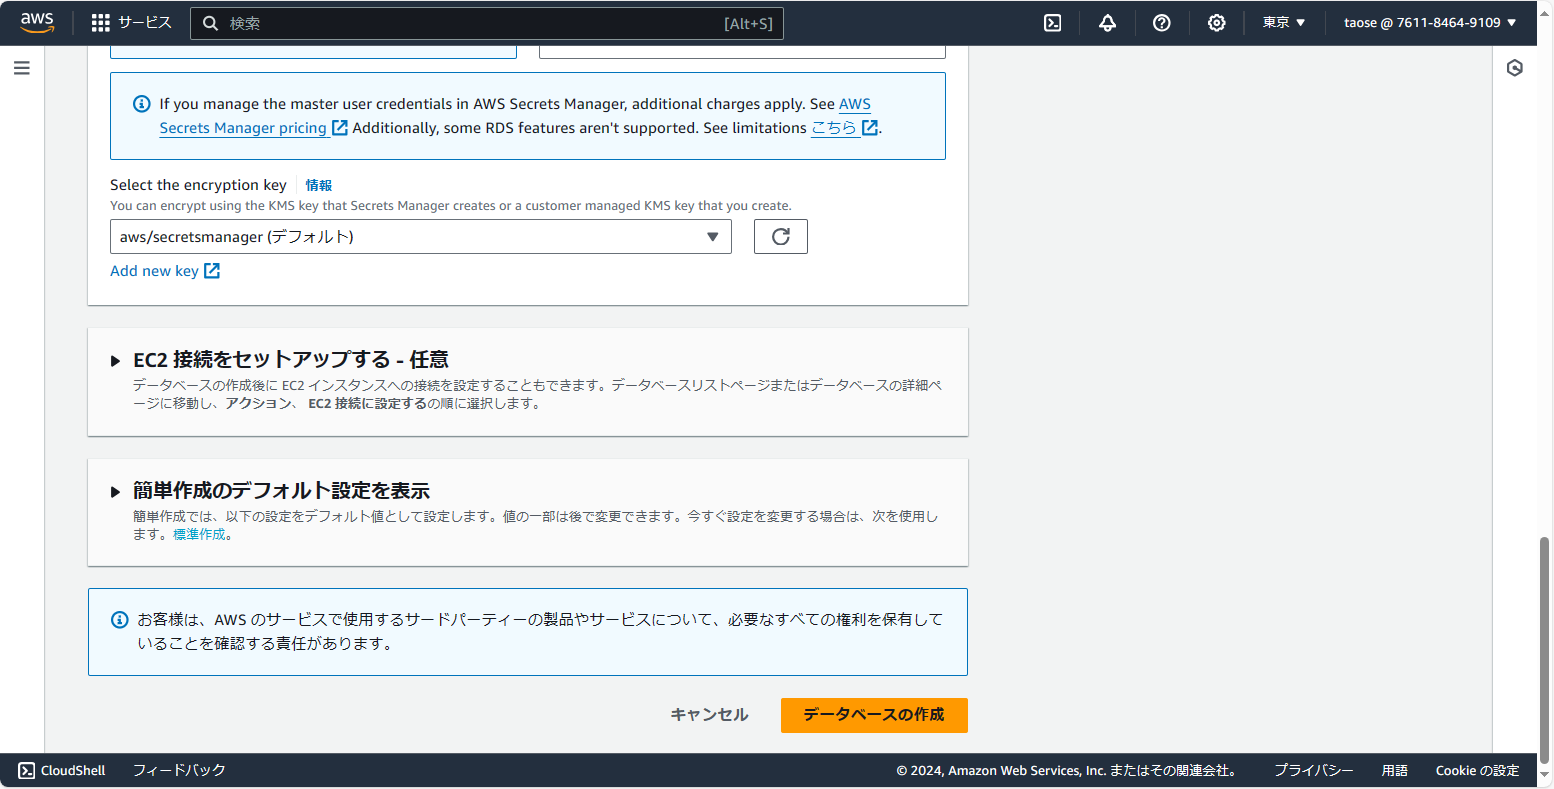 aws
サービス
検索
[Alt+S]
東京
taose @ 7611-8464-9109
If you manage the master user credentials in AWS Secrets Manager, additional charges apply. See AWS
Secrets Manager pricing Additionally, some RDS features aren't supported. See limitations こちら .
Select the encryption key 情報
You can encrypt using the KMS key that Secrets Manager creates or a customer managed KMS key that you create.
aws/secretsmanager (デフォルト)
Add new key
EC2 接続をセットアップする - 任意
データベースの作成後に EC2 インスタンスへの接続を設定することもできます。データベースリストページまたはデータベースの詳細ペ
ージに移動し、アクション、 EC2 接続に設定するの順に選択します。
簡単作成のデフォルト設定を表示
簡単作成では、以下の設定をデフォルト値として設定します。値の一部は後で変更できます。今すぐ設定を変更する場合は、次を使用し
ます。標準作成。
お客様は、AWS のサービスで使用するサードパーティーの製品やサービスについて、必要なすべての権利を保有して
いることを確認する責任があります。
キャンセル
データベースの作成
CloudShell
フィードバック
© 2024, Amazon Web Services, Inc. またはその関連会社。
プライバシー
用語
Cookie の設定